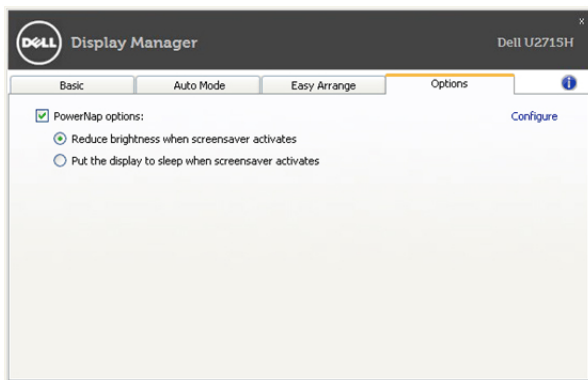 x
DELL Display Manager Dell U2715H
Basic Auto Mode Easy Arrange Options i
PowerNap options: Configure
Reduce brightness when screensaver activates
Put the display to sleep when screensaver activates